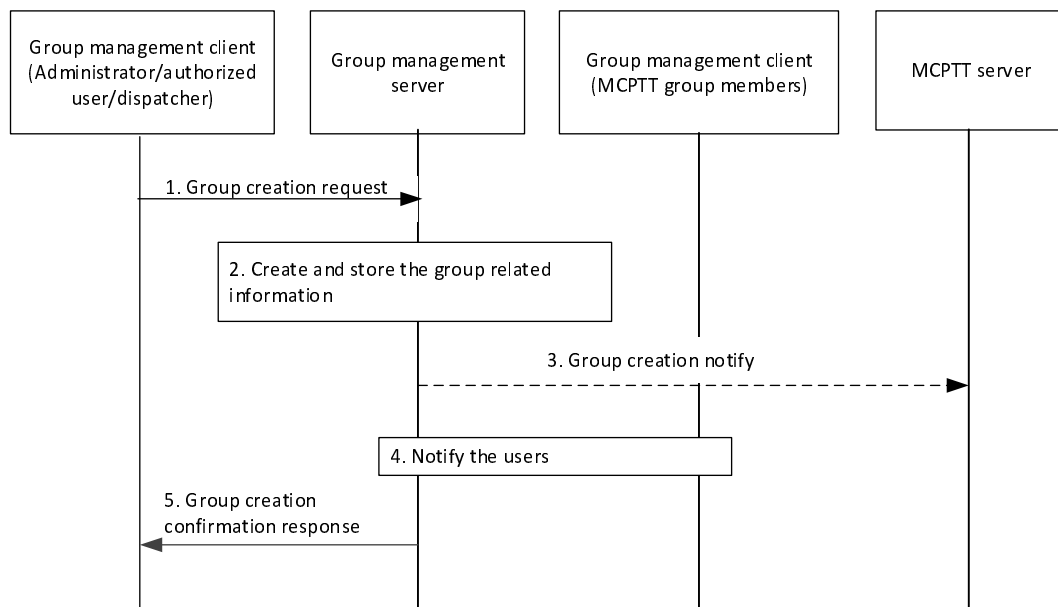 Group management client
(Administrator/authorized
user/dispatcher)
Group management
server
Group management client
(MCPTT group members)
MCPTT server
1. Group creation request
2. Create and store the group related
information
3. Group creation notify
4. Notify the users
5. Group creation
confirmation response